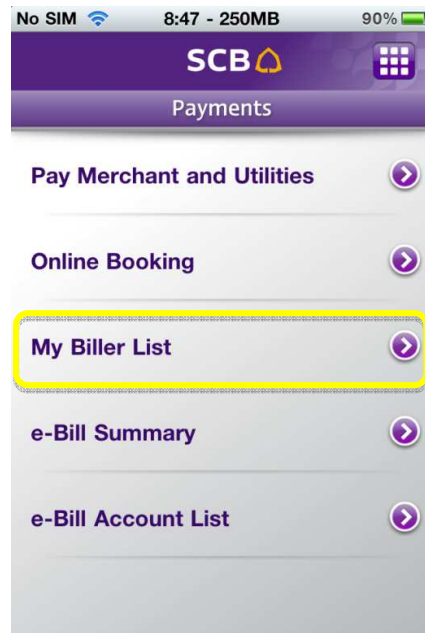 No SIM 8:47 - 250MB 90%
SCB
Payments
Pay Merchant and Utilities
Online Booking
My Biller List
e-Bill Summary
e-Bill Account List